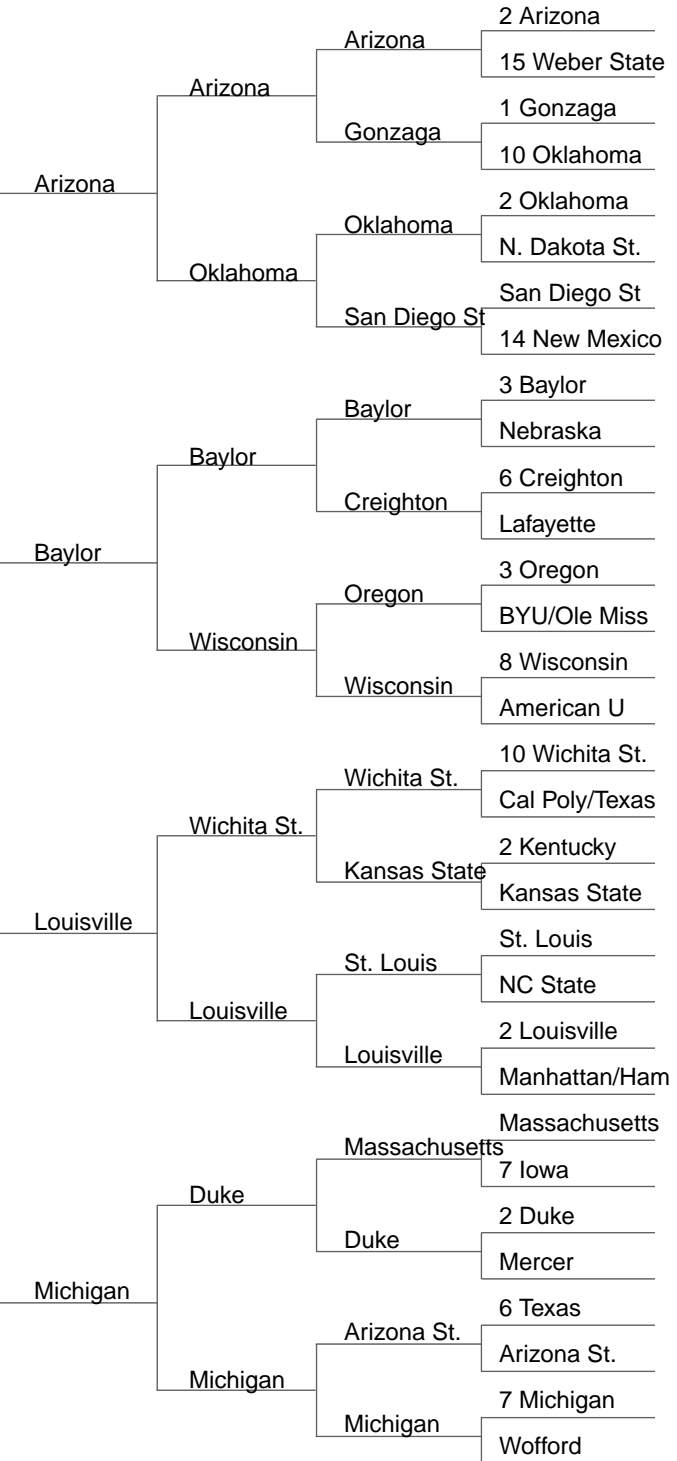 2 Arizona
Arizona
15 Weber State
Arizona
1 Gonzaga
Gonzaga
10 Oklahoma
Arizona
2 Oklahoma
Oklahoma
N. Dakota St.
Oklahoma
San Diego St
San Diego St
14 New Mexico
3 Baylor
Baylor
Nebraska
Baylor
6 Creighton
Creighton
Lafayette
Baylor
3 Oregon
Oregon
BYU/Ole Miss
Wisconsin
8 Wisconsin
Wisconsin
American U
10 Wichita St.
Wichita St.
Cal Poly/Texas
Wichita St.
2 Kentucky
Kansas State
Kansas State
Louisville
St. Louis
St. Louis
NC State
Louisville
2 Louisville
Louisville
Manhattan/Ham
Massachusetts
Massachusetts
7 Iowa
Duke
2 Duke
Duke
Mercer
Michigan
6 Texas
Arizona St.
Arizona St.
Michigan
7 Michigan
Michigan
Wofford